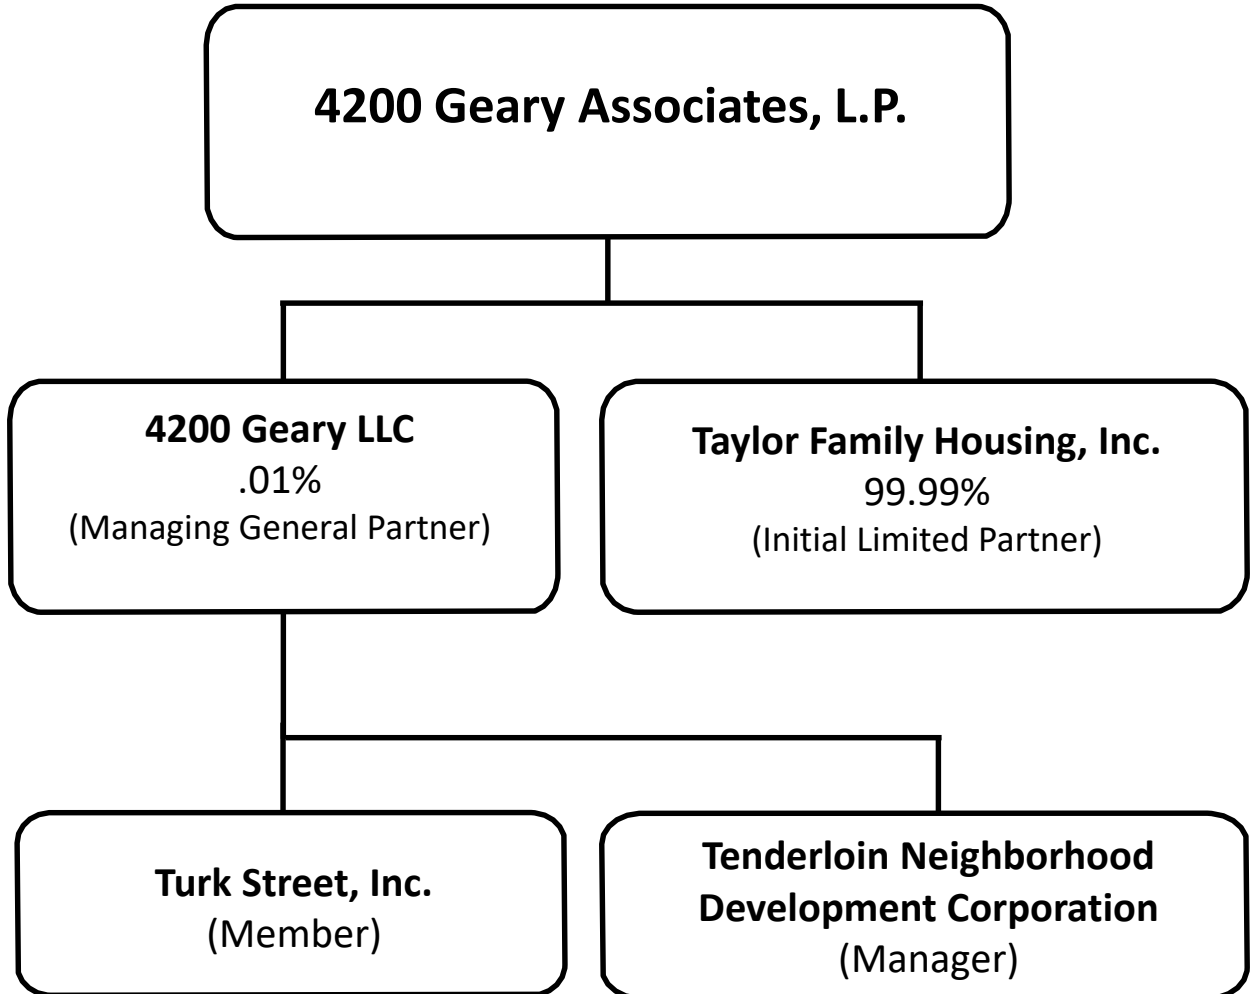 4200 Geary Associates, L.P.
4200 Geary LLC
.01%
(Managing General Partner)
Taylor Family Housing, Inc.
99.99%
(Initial Limited Partner)
Turk Street, Inc.
(Member)
Tenderloin Neighborhood
Development Corporation
(Manager)